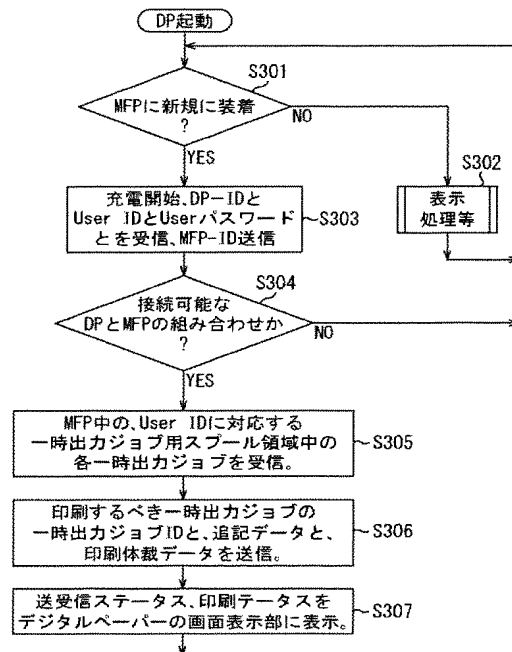 DP起動
S301
MFPに新規に装着
?
NO
YES
S302
表示
処理等
充電開始、DP-IDと
User IDとUserパスワード
とを受信、MFP-ID送信
S303
S304
接続可能な
DPとMFPの組み合わせか
?
NO
YES
MFP中の、User IDに対応する
一時出力ジョブ用スプール領域中の
各一時出力ジョブを受信。
S305
印刷するべき一時出力ジョブの
一時出力ジョブIDと、追記データと、
印刷体裁データを送信。
S306
送受信ステータス、印刷テータスを
デジタルペーパーの画面表示部に表示。
S307